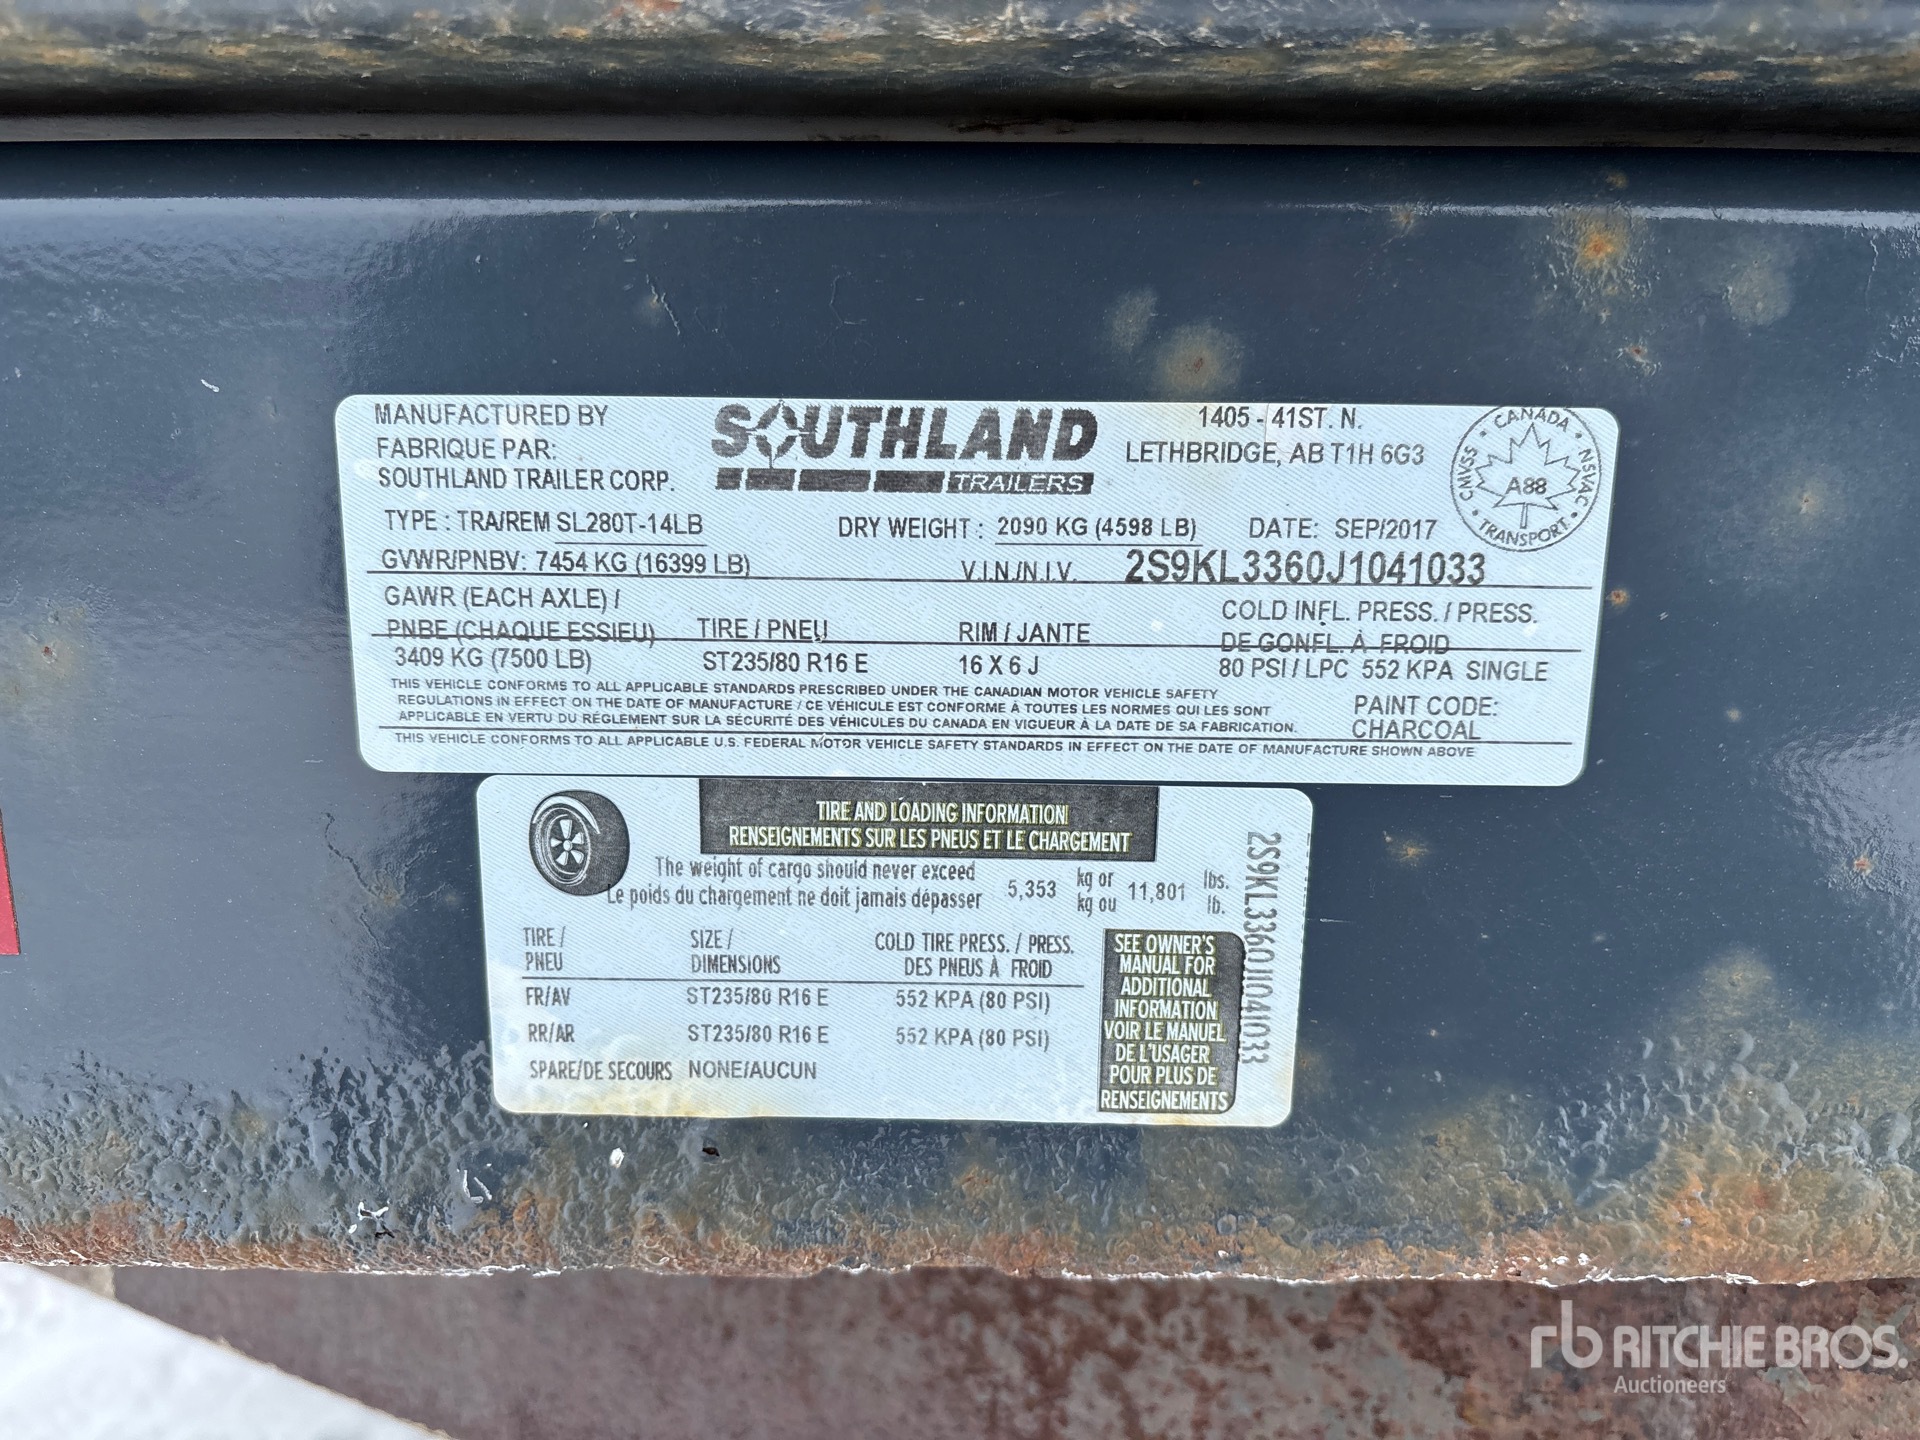 MANUFACTURED BY
FABRIQUE PAR:
SOUTHLAND TRAILER CORP.
SOUTHLAND
TRAILERS
1405 - 41ST. N.
LETHBRIDGE, AB T1H 6G3
CANADA
CMVSS • NSVAC
A88
TRANSPORT
TYPE : TRA/REM SL280T-14LB
DRY WEIGHT : 2090 KG (4598 LB)
DATE: SEP/2017
GVWR/PNBV: 7454 KG (16399 LB)
V.I.N./N.I.V. 2S9KL3360J1041033
GAWR (EACH AXLE) /
PNBE (CHAQUE ESSIEU)
TIRE / PNEU
RIM / JANTE
COLD INFL. PRESS. / PRESS.
DE GONFL. À FROID
3409 KG (7500 LB)
ST235/80 R16 E
16 X 6 J
80 PSI / LPC 552 KPA SINGLE
THIS VEHICLE CONFORMS TO ALL APPLICABLE STANDARDS PRESCRIBED UNDER THE CANADIAN MOTOR VEHICLE SAFETY
REGULATIONS IN EFFECT ON THE DATE OF MANUFACTURE / CE VÉHICULE EST CONFORME À TOUTES LES NORMES QUI LES SONT
APPLICABLE EN VERTU DU RÉGLEMENT SUR LA SÉCURITÉ DES VÉHICULES DU CANADA EN VIGUEUR À LA DATE DE SA FABRICATION.
PAINT CODE:
CHARCOAL
THIS VEHICLE CONFORMS TO ALL APPLICABLE U.S. FEDERAL MOTOR VEHICLE SAFETY STANDARDS IN EFFECT ON THE DATE OF MANUFACTURE SHOWN ABOVE
TIRE AND LOADING INFORMATION
RENSEIGNEMENTS SUR LES PNEUS ET LE CHARGEMENT
The weight of cargo should never exceed
Le poids du chargement ne doit jamais dépasser
5,353 kg or
kg ou
11,801 lbs.
lb.
TIRE /
PNEU
SIZE /
DIMENSIONS
COLD TIRE PRESS. / PRESS.
DES PNEUS À FROID
FR/AV ST235/80 R16 E 552 KPA (80 PSI)
RR/AR ST235/80 R16 E 552 KPA (80 PSI)
SPARE/DE SECOURS NONE/AUCUN
SEE OWNER'S
MANUAL FOR
ADDITIONAL
INFORMATION
VOIR LE MANUEL
DE L'USAGER
POUR PLUS DE
RENSEIGNEMENTS
2S9KL3360J1041033
rb RITCHIE BROS.
Auctioneers